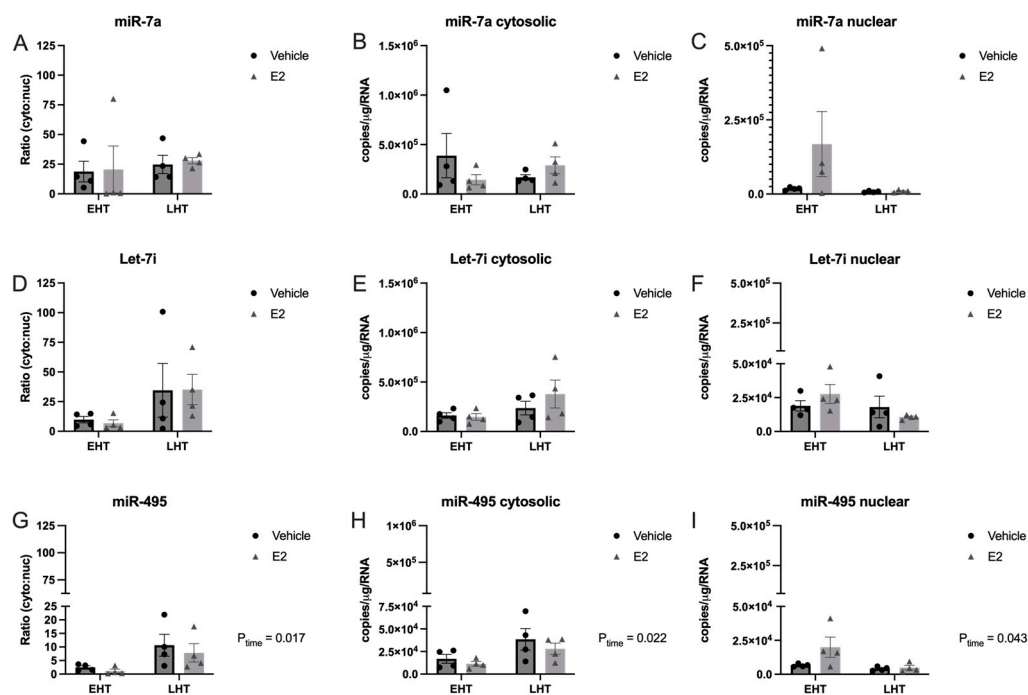 miR-7a
A
Ratio (cyto:nuc)
125
100
75
50
25
0
EHT
LHT
Vehicle
E2
miR-7a cytosolic
B
copies/μg/RNA
1.5×10⁶
1.0×10⁶
5.0×10⁵
0.0
EHT
LHT
Vehicle
E2
miR-7a nuclear
C
copies/μg/RNA
5.0×10⁵
2.5×10⁵
0.0
EHT
LHT
Vehicle
E2
Let-7i
D
Ratio (cyto:nuc)
125
100
75
50
25
0
EHT
LHT
Vehicle
E2
Let-7i cytosolic
E
copies/μg/RNA
1.5×10⁶
1.0×10⁶
5.0×10⁵
0.0
EHT
LHT
Vehicle
E2
Let-7i nuclear
F
copies/μg/RNA
5.0×10⁵
2.5×10⁵
5.0×10⁴
2.5×10⁴
0.0
EHT
LHT
Vehicle
E2
miR-495
G
Ratio (cyto:nuc)
125
100
75
25
20
15
10
5
0
EHT
LHT
Vehicle
E2
P time = 0.017
miR-495 cytosolic
H
copies/μg/RNA
1×10⁶
5.0×10⁵
7.5×10⁴
5.0×10⁴
2.5×10⁴
0.0
EHT
LHT
Vehicle
E2
P time = 0.022
miR-495 nuclear
I
copies/μg/RNA
5.0×10⁵
2.5×10⁵
5.0×10⁴
2.5×10⁴
0.0
EHT
LHT
Vehicle
E2
P time = 0.043